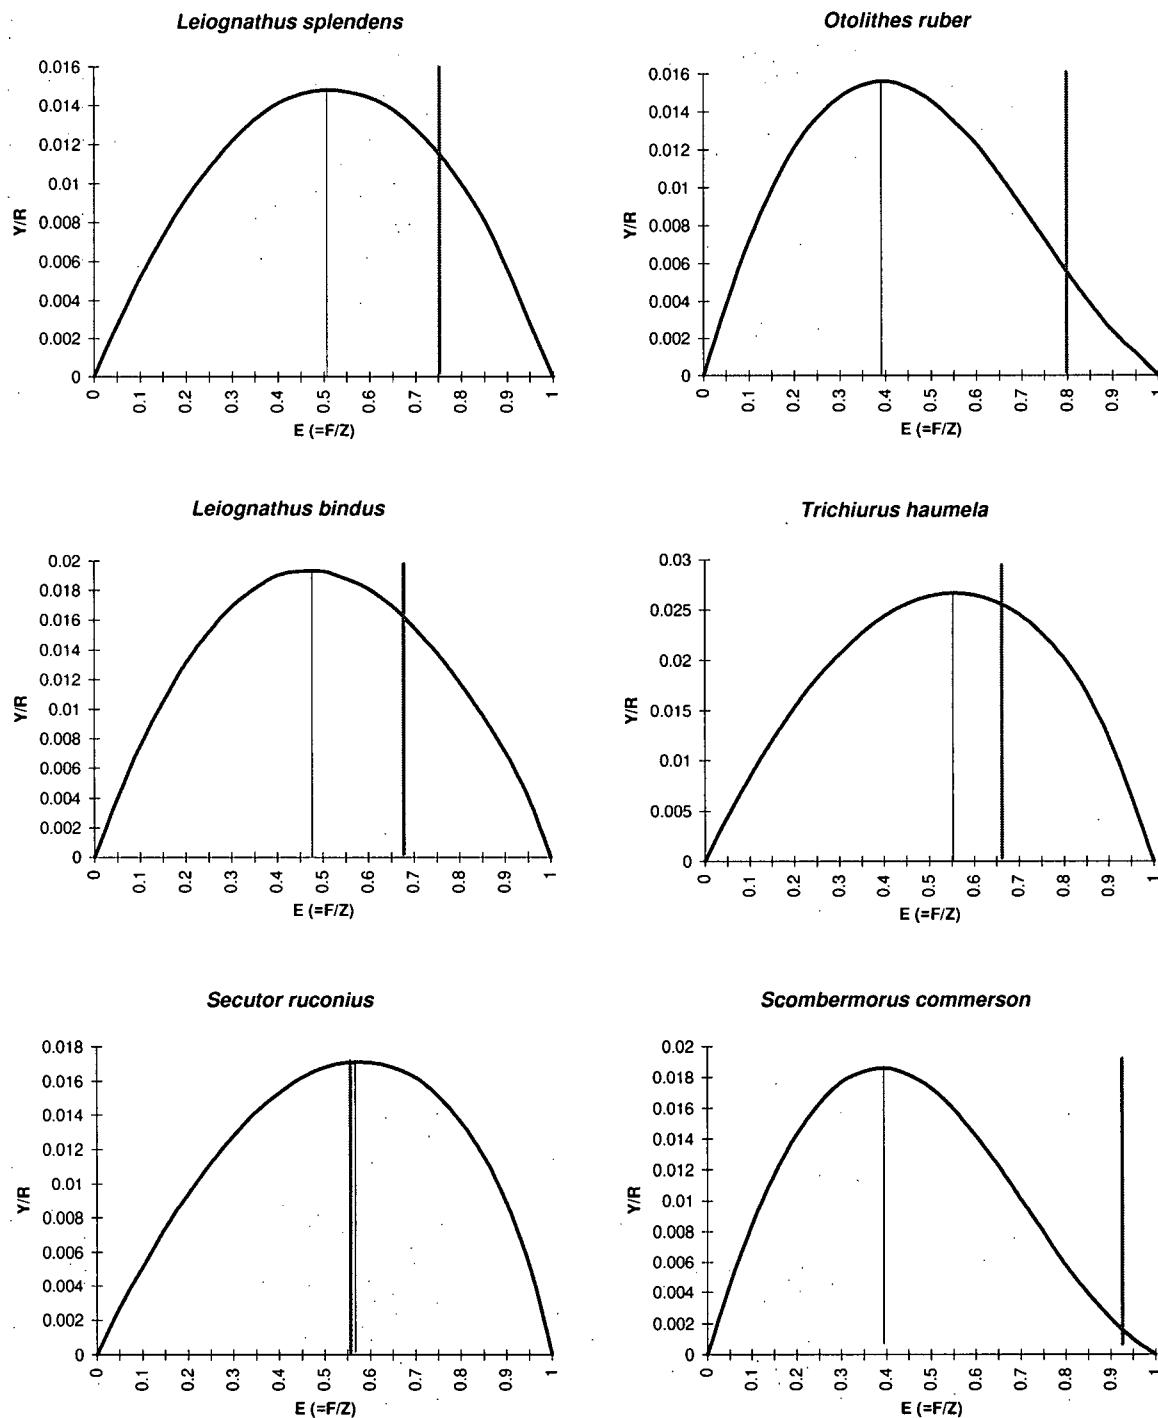 Leiognathus splendens
0.016
0.014
0.012
0.01
0.008
0.006
0.004
0.002
0
Y/R
0 0.1 0.2 0.3 0.4 0.5 0.6 0.7 0.8 0.9 1
E (=F/Z)
Otolithes ruber
0.016
0.014
0.012
0.01
0.008
0.006
0.004
0.002
0
Y/R
0 0.1 0.2 0.3 0.4 0.5 0.6 0.7 0.8 0.9 1
E (=F/Z)
Leiognathus bindus
0.02
0.018
0.016
0.014
0.012
0.01
0.008
0.006
0.004
0.002
0
Y/R
0 0.1 0.2 0.3 0.4 0.5 0.6 0.7 0.8 0.9 1
E (=F/Z)
Trichiurus haumela
0.03
0.025
0.02
0.015
0.01
0.005
0
Y/R
0 0.1 0.2 0.3 0.4 0.5 0.6 0.7 0.8 0.9 1
E (=F/Z)
Secutor ruconius
0.018
0.016
0.014
0.012
0.01
0.008
0.006
0.004
0.002
0
Y/R
0 0.1 0.2 0.3 0.4 0.5 0.6 0.7 0.8 0.9 1
E (=F/Z)
Scombermorus commerson
0.02
0.018
0.016
0.014
0.012
0.01
0.008
0.006
0.004
0.002
0
Y/R
0 0.1 0.2 0.3 0.4 0.5 0.6 0.7 0.8 0.9 1
E (=F/Z)